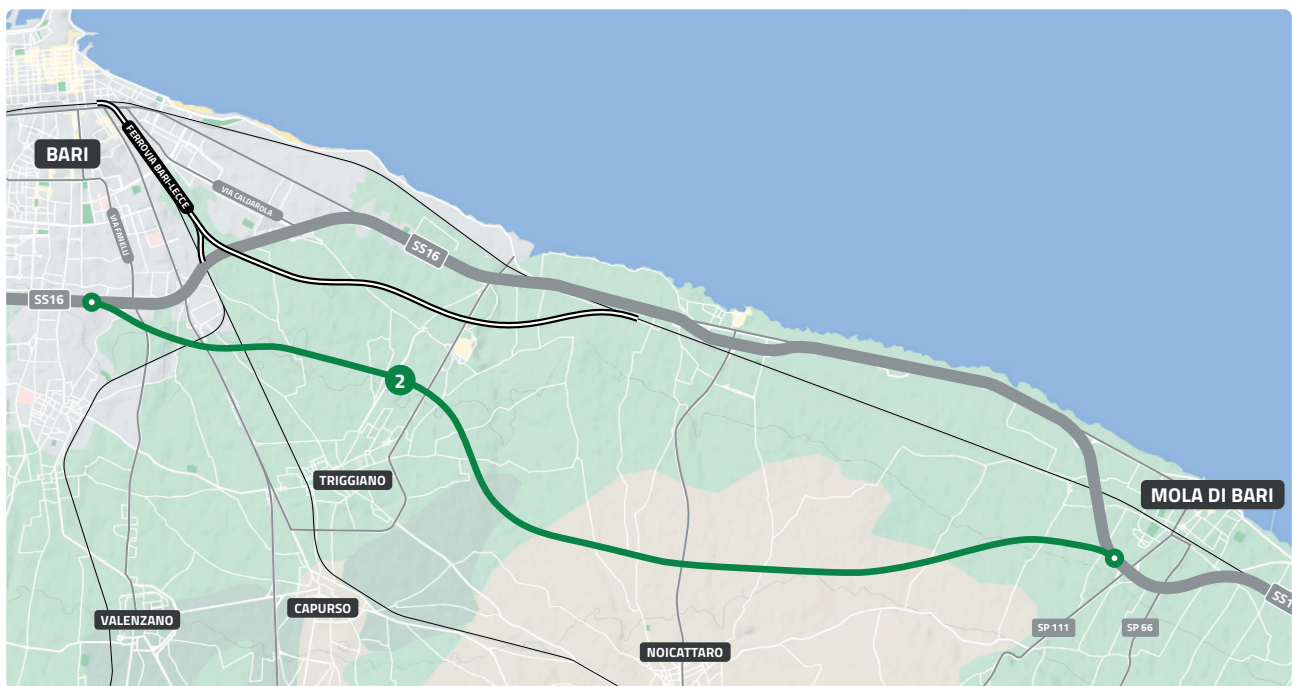 BARI
FERROVIA BARI-LECCE
VIA CALDAROLA
VIA FANELLI
SS16
SS16
2
TRIGGIANO
MOLA DI BARI
SS1
CAPURSO
VALENZANO
SP 111
SP 66
NOICATTARO